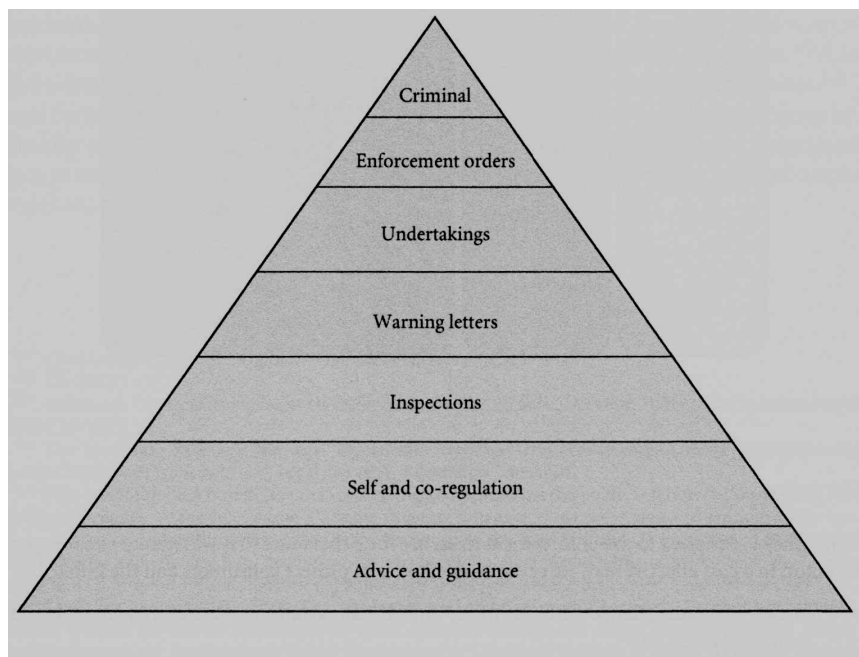 Criminal
Enforcement orders
Undertakings
Warning letters
Inspections
Self and co-regulation
Advice and guidance